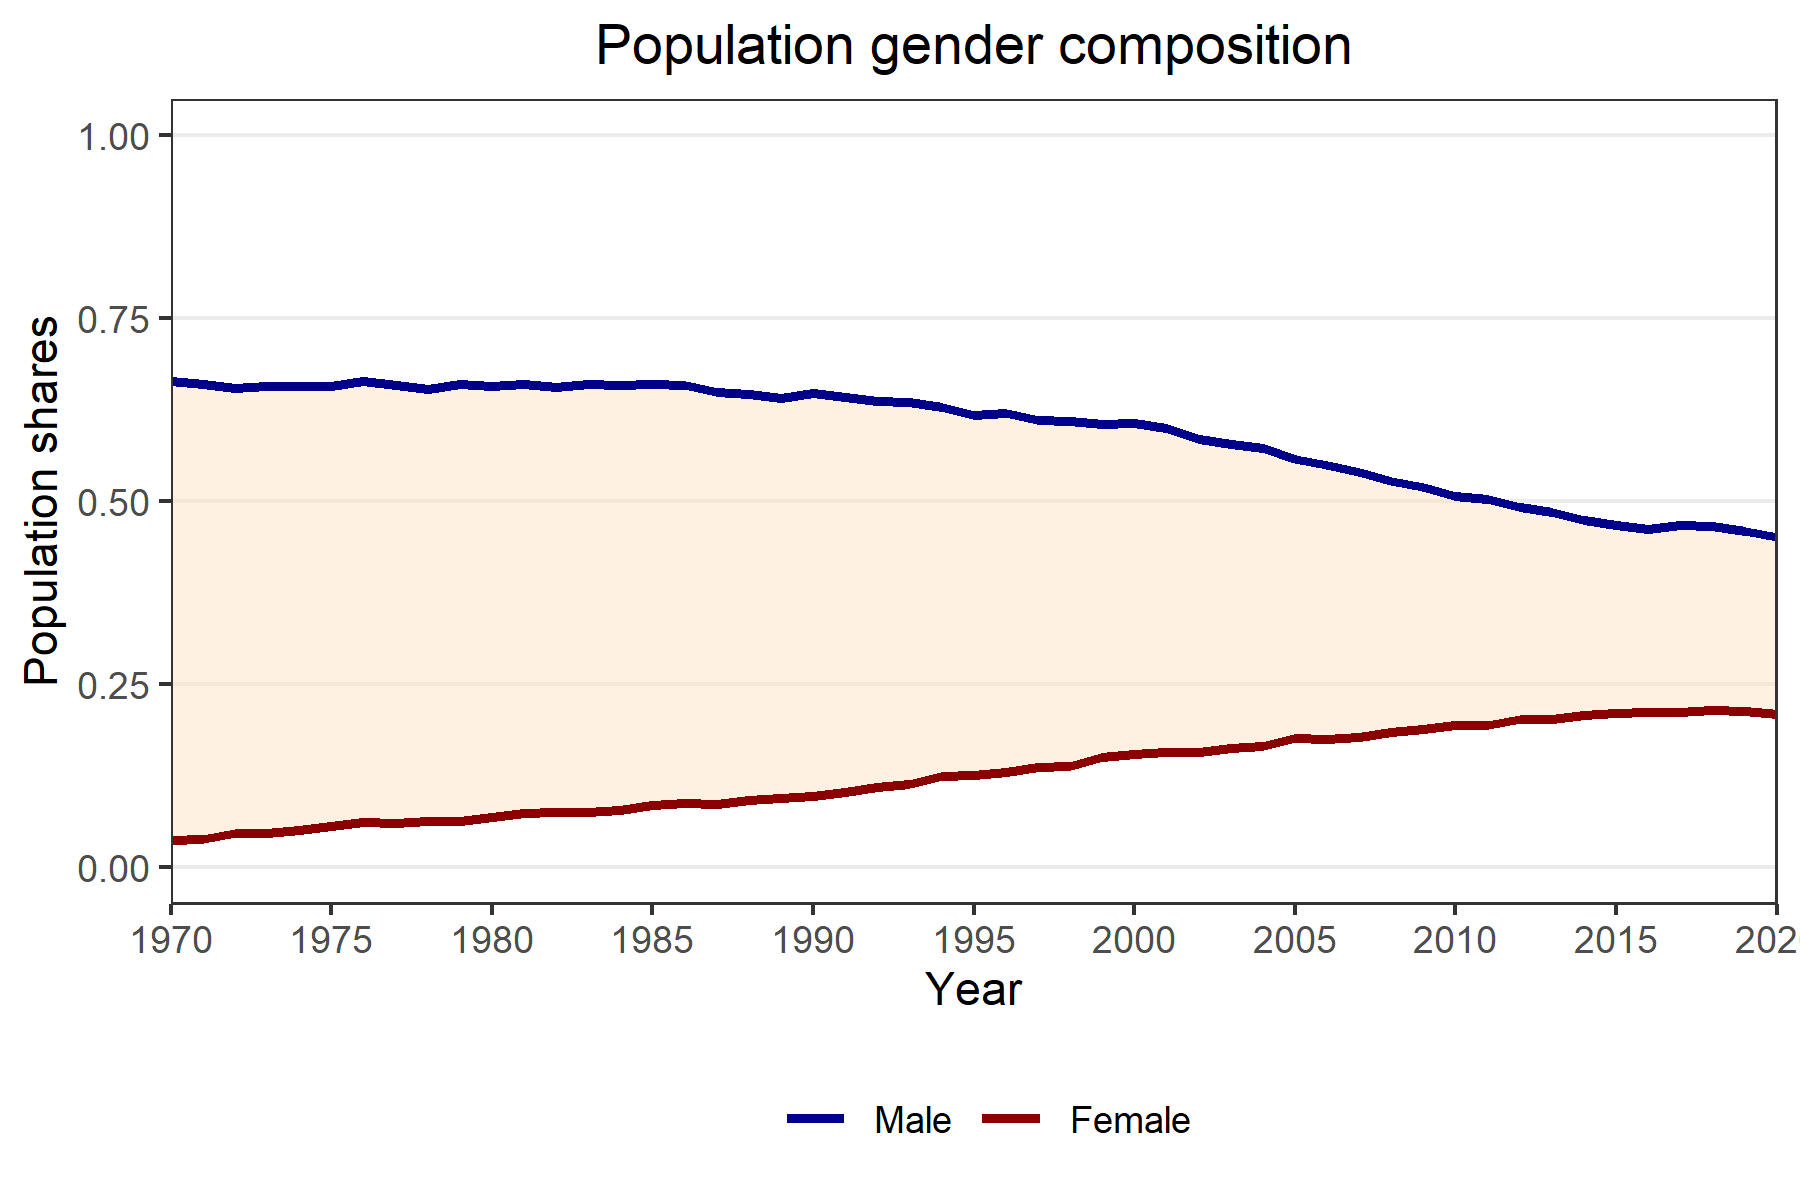 Population gender composition
1.00
0.75
0.50
0.25
0.00
Population shares
1970 1975 1980 1985 1990 1995 2000 2005 2010 2015 202
Year
Male Female